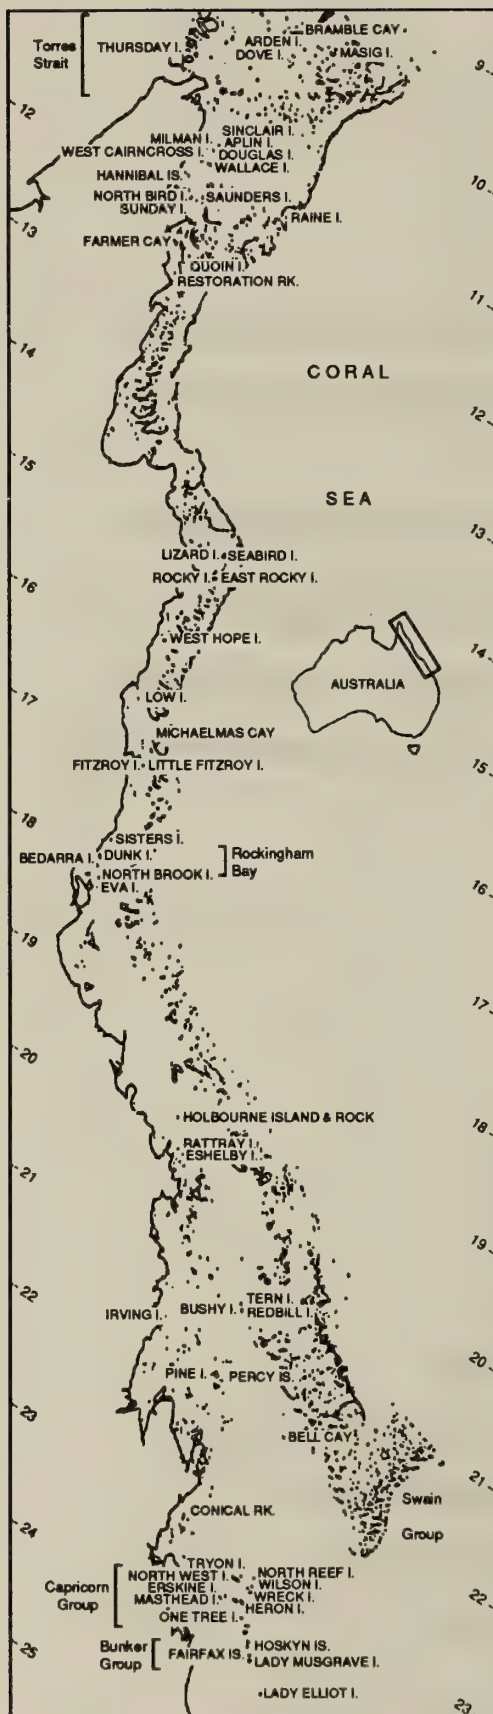 BRAMBLE CAY
Torres
Strait
THURSDAY I.
ARDEN I.
DOVE I.
MASIG I.
9
12
SINCLAIR I.
MILMAN I.
APLIN I.
WEST CAIRNCROSS I.
DOUGLAS I.
WALLACE I.
HANNIBAL IS.
10
NORTH BIRD I.
SAUNDERS I.
SUNDAY I.
RAINE I.
13
FARMER CAY
QUOIN I.
RESTORATION RK.
11
14
CORAL
12
15
SEA
13
LIZARD I.
SEABIRD I.
ROCKY I.
EAST ROCKY I.
16
WEST HOPE I.
14
AUSTRALIA
17
LOW I.
MICHAELMAS CAY
FITZROY I.
LITTLE FITZROY I.
15
18
SISTERS I.
BEDARRA I.
DUNK I.
Rockingham
Bay
NORTH BROOK I.
EVA I.
16
19
17
20
HOLBOURNE ISLAND & ROCK
18
RATTRAY I.
ESHELBY I.
21
19
22
TERN I.
IRVING I.
BUSHY I.
REDBILL I.
20
PINE I.
PERCY IS.
23
BELL CAY
21
Swain
Group
CONICAL RK.
24
TRYON I.
NORTH WEST I.
NORTH REEF I.
Capricorn
Group
ERSKINE I.
WILSON I.
MASTHEAD I.
WRECK I.
HERON I.
ONE TREE I.
22
25
Bunker
Group
FAIRFAX IS.
HOSKYN IS.
LADY MUSGRAVE I.
LADY ELLIOT I.
23